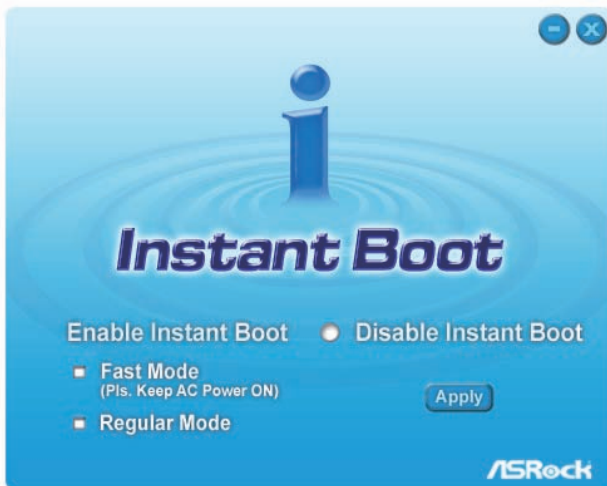 Instant Boot
Enable Instant Boot
Disable Instant Boot
Fast Mode
(Pls. Keep AC Power ON)
Apply
Regular Mode
ASRock